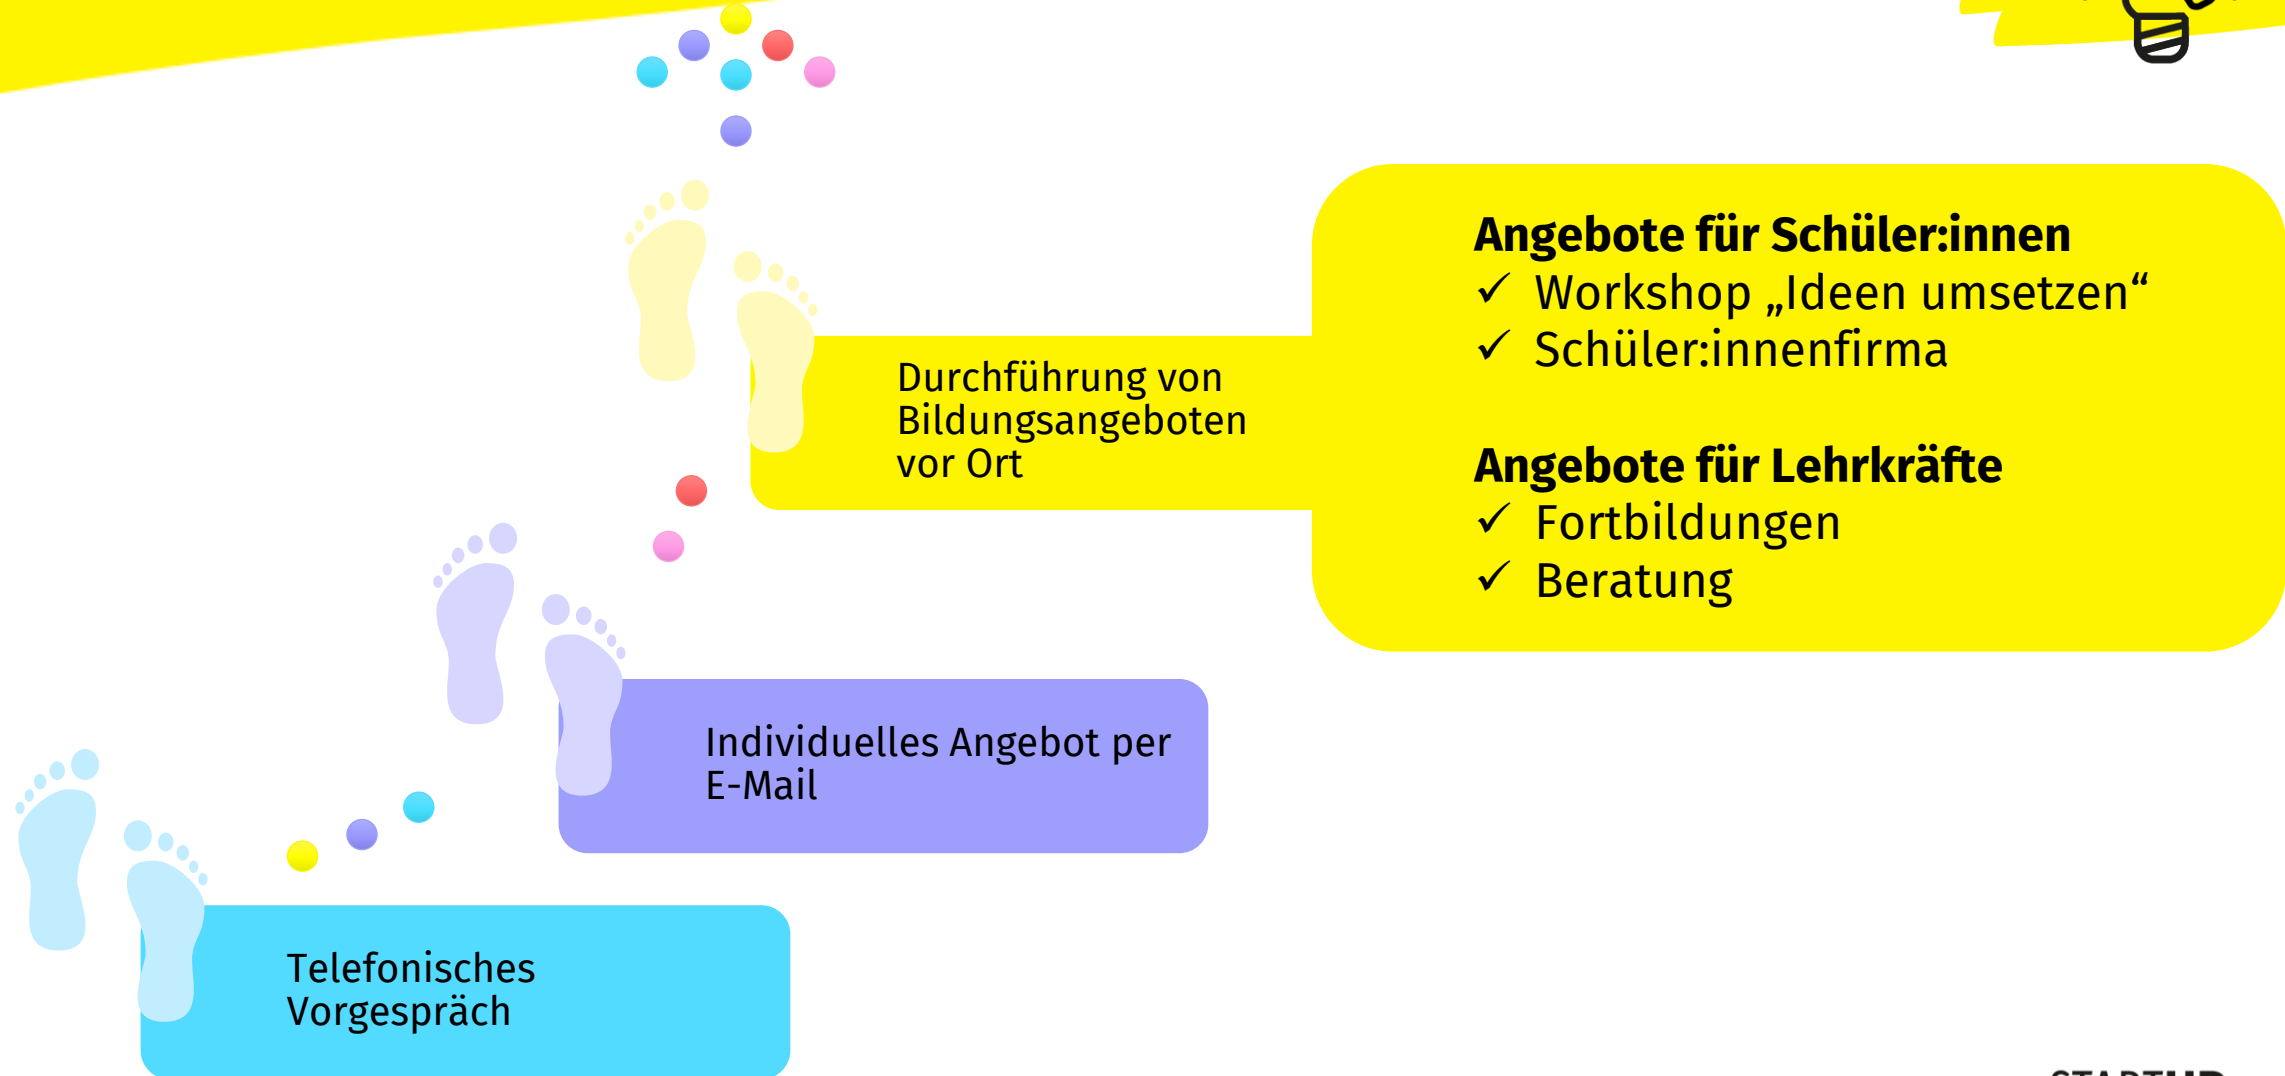 Angebote für Schüler:innen
✓ Workshop „Ideen umsetzen“
✓ Schüler:innenfirma
Angebote für Lehrkräfte
✓ Fortbildungen
✓ Beratung
Durchführung von
Bildungsangeboten
vor Ort
Individuelles Angebot per
E-Mail
Telefonisches
Vorgespräch